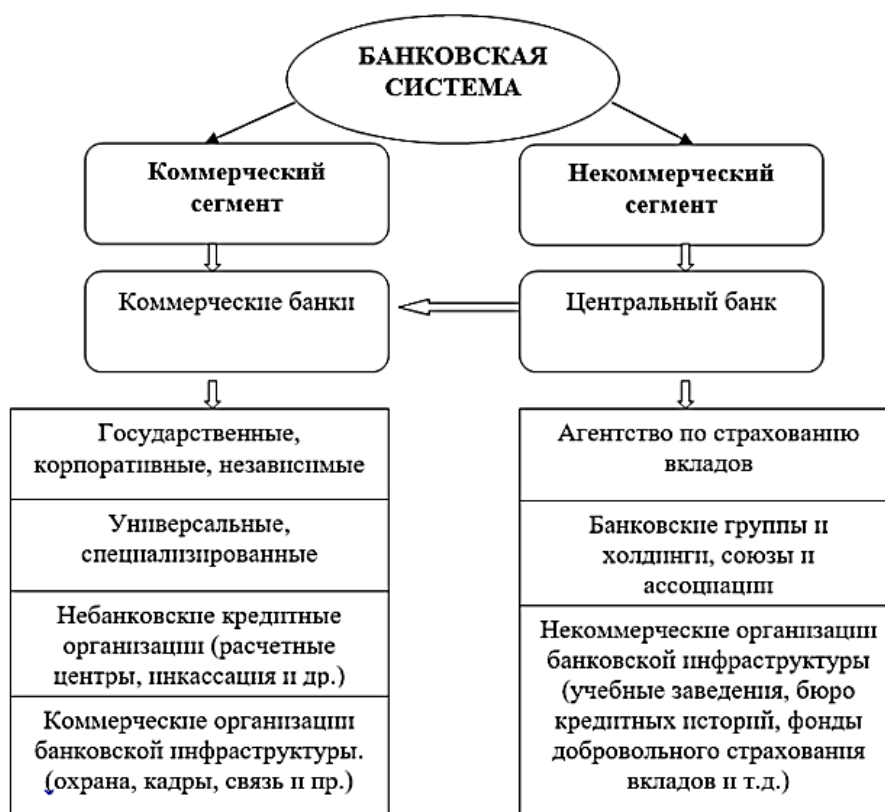 БАНКОВСКАЯ
СИСТЕМА
Коммерческий
сегмент
Некоммерческий
сегмент
Коммерческие банки
Центральный банк
Государственные,
корпоративные, независимые
Универсальные,
специализированные
Небанковские кредитные
организации (расчетные
центры, инкассация и др.)
Коммерческие организации
банковской инфраструктуры.
(охрана, кадры, связь и пр.)
Агентство по страхованию
вкладов
Банковские группы и
холдинги, союзы и
ассоциации
Некоммерческие организации
банковской инфраструктуры
(учебные заведения, бюро
кредитных историй, фонды
добровольного страхования
вкладов и т.д.)